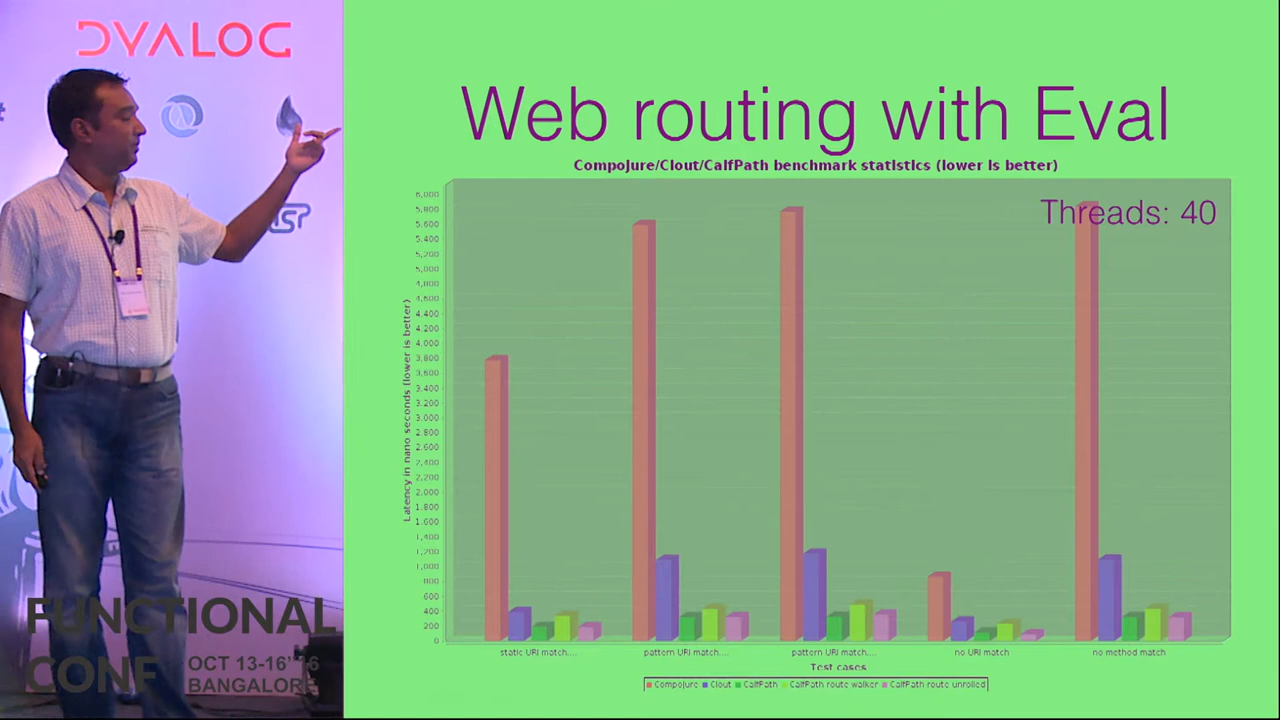 DYALOG
Web routing with Eval
Compojure/Clout/CalfPath benchmark statistics (lower is better)
Threads: 40
Latency in nano seconds (lower is better)
6,000
5,800
5,600
5,400
5,200
5,000
4,800
4,600
4,400
4,200
4,000
3,800
3,600
3,400
3,200
3,000
2,800
2,600
2,400
2,200
2,000
1,800
1,600
1,400
1,200
1,000
800
600
400
200
0
static URI match.... pattern URI match.... pattern URI match.... no URI match no method match
Test cases
Compojure Clout CalfPath CalfPath route walker CalfPath route unrolled
FUNCTIONAL
CONF
OCT 13-16'16
BANGALORE